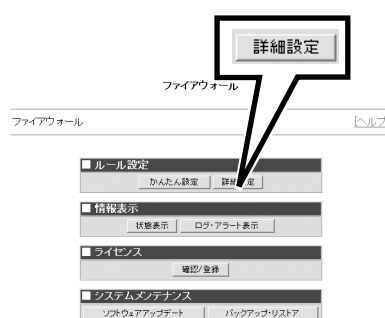 詳細設定
ファイアウォール
ファイアウォール [ヘルプ
■ ルール設定
かんたん設定 詳細設定
■ 情報表示
状態表示 ログ・アラート表示
■ ライセンス
確認/登録
■ システムメンテナンス
ソフトウェアアップデート バックアップ・リストア